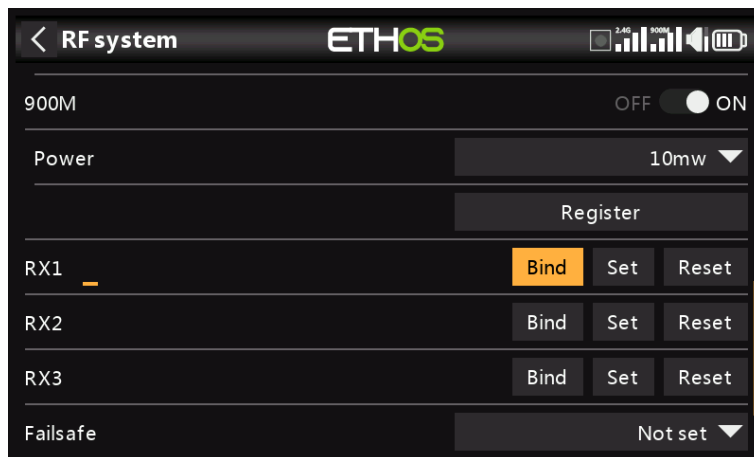 RF system ETHOS 2.4G 900M
900M OFF ON
Power 10mw
Register
RX1 Bind Set Reset
RX2 Bind Set Reset
RX3 Bind Set Reset
Failsafe Not set